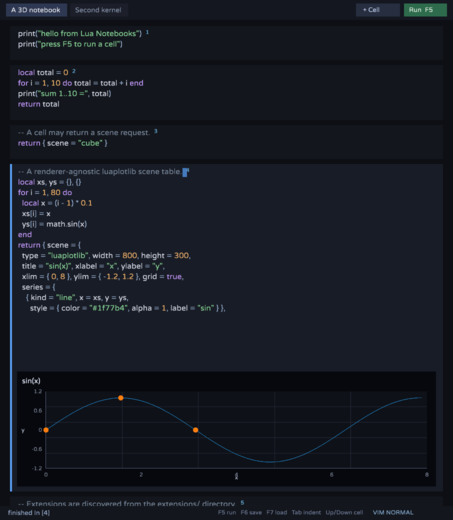 A 3D notebook
Second kernel
+ Cell
Run F5
print("hello from Lua Notebooks") 1
print("press F5 to run a cell")
local total = 0 2
for i = 1, 10 do total = total + i end
print("sum 1..10 =", total)
return total
-- A cell may return a scene request. 3
return { scene = "cube" }
-- A renderer-agnostic luaplotlib scene table.
local xs, ys = {}, {}
for i = 1, 80 do
local x = (i - 1) * 0.1
xs[i] = x
ys[i] = math.sin(x)
end
return { scene = {
type = "luaplotlib", width = 800, height = 300,
title = "sin(x)", xlabel = "x", ylabel = "y",
xlim = { 0, 8 }, ylim = { -1.2, 1.2 }, grid = true,
series = {
{ kind = "line", x = xs, y = ys,
style = { color = "#1f77b4", alpha = 1, label = "sin" } },
sin(x)
1.2
0.6
y 0
-0.6
-1.2
0 2 6 8
-- Extensions are discovered from the extensions/ directory. 5
finished in [4]
F5 run F6 save F7 load Tab indent Up/Down cell
VIM NORMAL